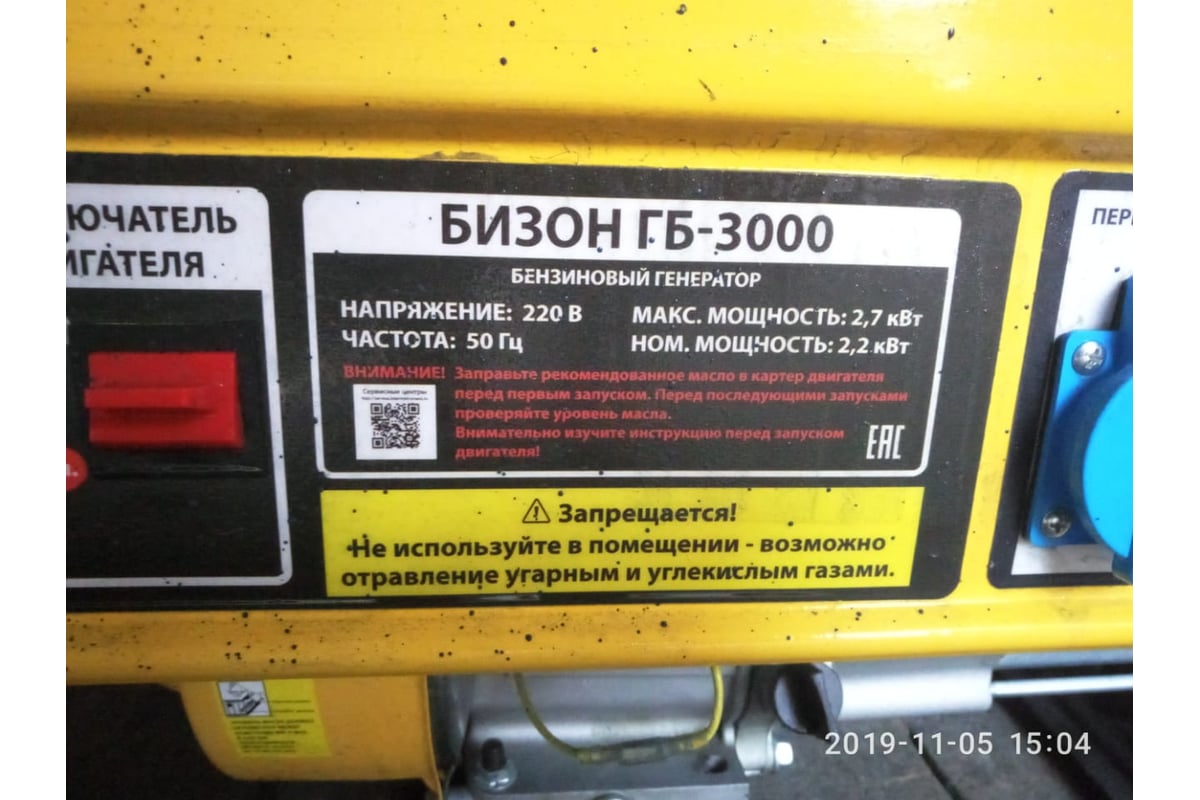 ЮЧАТЕЛЬ
ИГАТЕЛЯ
БИЗОН ГБ-3000
БЕНЗИНОВЫЙ ГЕНЕРАТОР
НАПРЯЖЕНИЕ: 220 В
МАКС. МОЩНОСТЬ: 2,7 кВт
ЧАСТОТА: 50 Гц
НОМ. МОЩНОСТЬ: 2,2 кВт
ВНИМАНИЕ! Заправьте рекомендованное масло в картер двигателя
перед первым запуском. Перед последующими запусками
проверяйте уровень масла.
Внимательно изучите инструкцию перед запуском
двигателя!
Сервисные центры
EAC
Запрещается!
Не используйте в помещении - возможно
отравление угарным и углекислым газами.
ПЕР
2019-11-05 15:04